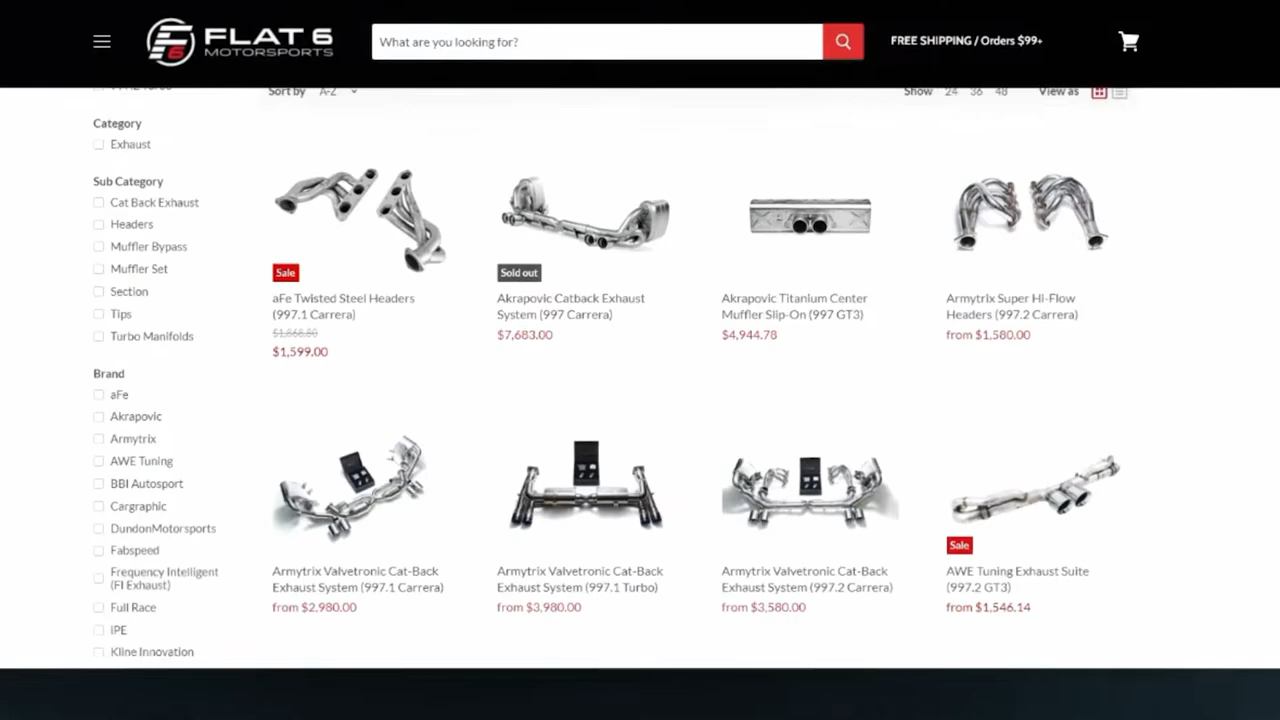 FLAT 6
MOTORSPORTS
What are you looking for?
FREE SHIPPING / Orders $99+
Sort by A-Z
Show 24 36 48 View as
Category
Exhaust
Sub Category
Cat Back Exhaust
Headers
Muffler Bypass
Muffler Set
Section
Tips
Turbo Manifolds
Brand
aFe
Akrapovic
Armytrix
AWE Tuning
BBI Autosport
Cargraphic
DundonMotorsports
Fabspeed
Frequency Intelligent
(FI Exhaust)
Full Race
IPE
Kline Innovation
Sale
aFe Twisted Steel Headers
(997.1 Carrera)
$1,868.80
$1,599.00
Sold out
Akrapovic Catback Exhaust
System (997 Carrera)
$7,683.00
Akrapovic Titanium Center
Muffler Slip-On (997 GT3)
$4,944.78
Armytrix Super Hi-Flow
Headers (997.2 Carrera)
from $1,580.00
Armytrix Valvetronic Cat-Back
Exhaust System (997.1 Carrera)
from $2,980.00
Armytrix Valvetronic Cat-Back
Exhaust System (997.1 Turbo)
from $3,980.00
Armytrix Valvetronic Cat-Back
Exhaust System (997.2 Carrera)
from $3,580.00
Sale
AWE Tuning Exhaust Suite
(997.2 GT3)
from $1,546.14